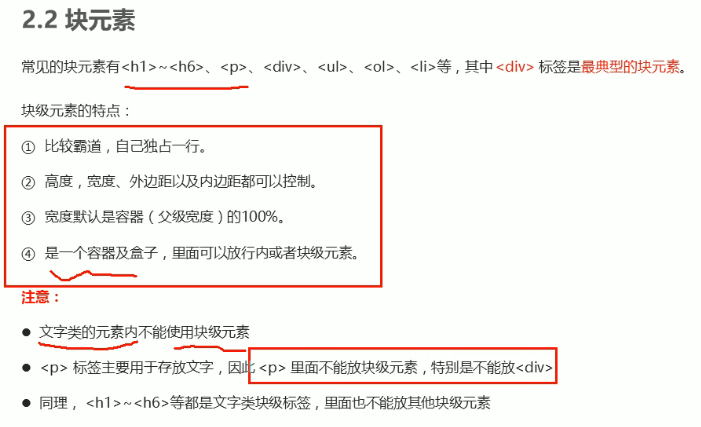 2.2 块元素
常见的块元素有<h1>~<h6>、<p>、<div>、<ul>、<ol>、<li>等，其中 <div> 标签是最典型的块元素。
块级元素的特点：
① 比较霸道，自己独占一行。
② 高度，宽度、外边距以及内边距都可以控制。
③ 宽度默认是容器（父级宽度）的100%。
④ 是一个容器及盒子，里面可以放行内或者块级元素。
注意：
● 文字类的元素内不能使用块级元素
● <p> 标签主要用于存放文字，因此 <p> 里面不能放块级元素，特别是不能放<div>
● 同理， <h1>~<h6>等都是文字类块级标签，里面也不能放其他块级元素